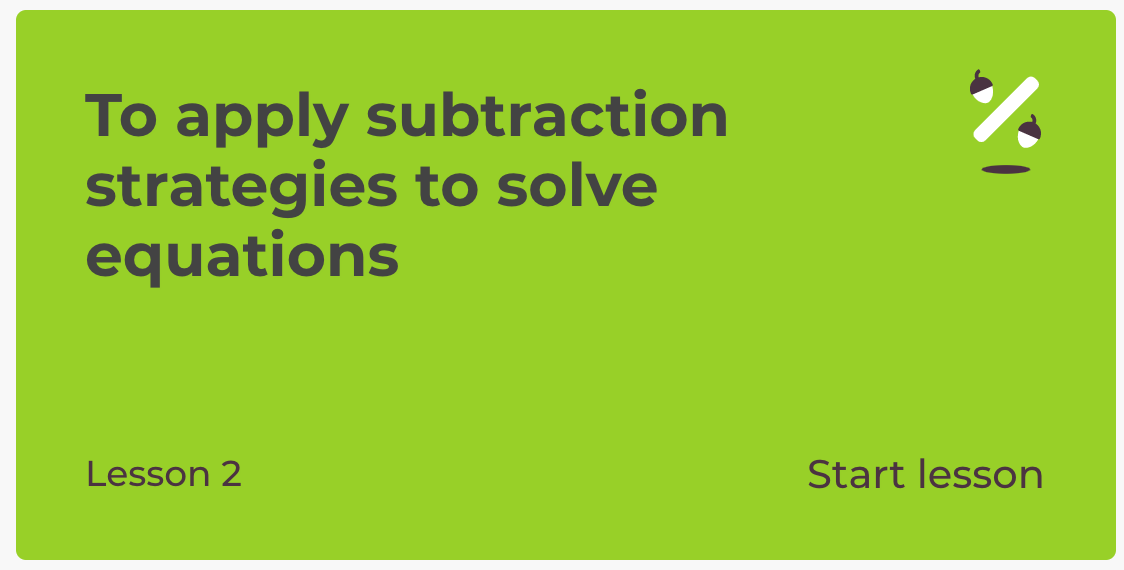 To apply subtraction
strategies to solve
equations
Lesson 2
Start lesson